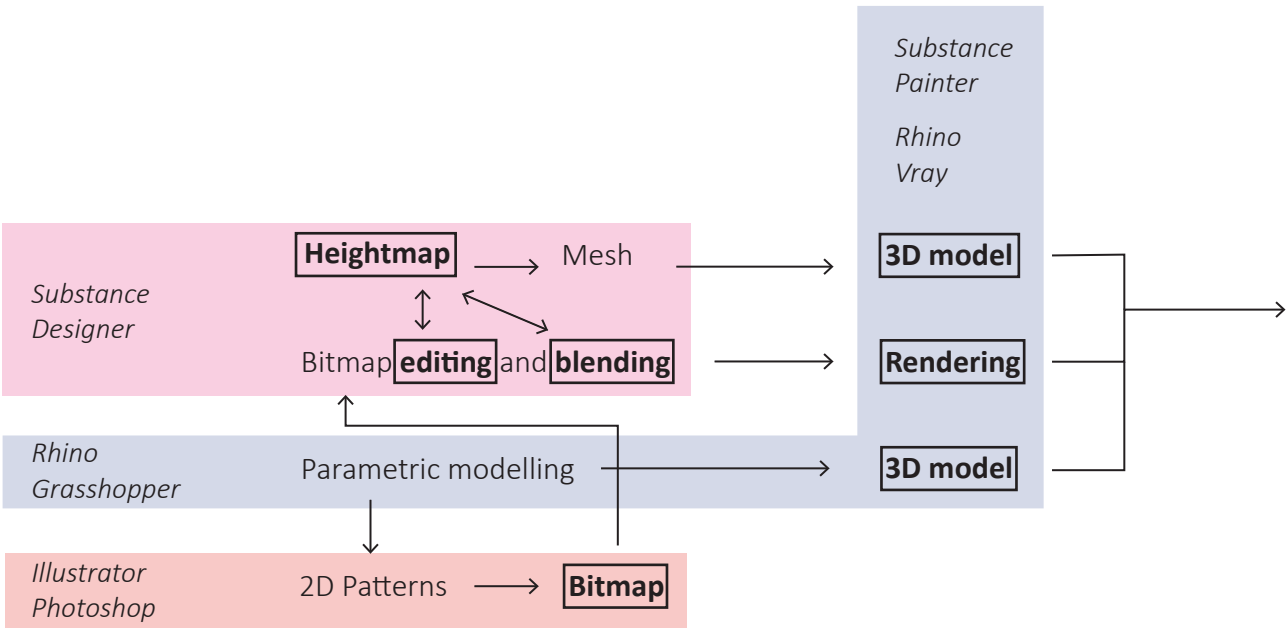 Substance
Painter
Rhino
Vray
Substance
Designer
Heightmap
Mesh
3D model
Bitmap editing and blending
Rendering
Rhino
Grasshopper
Parametric modelling
3D model
Illustrator
Photoshop
2D Patterns
Bitmap